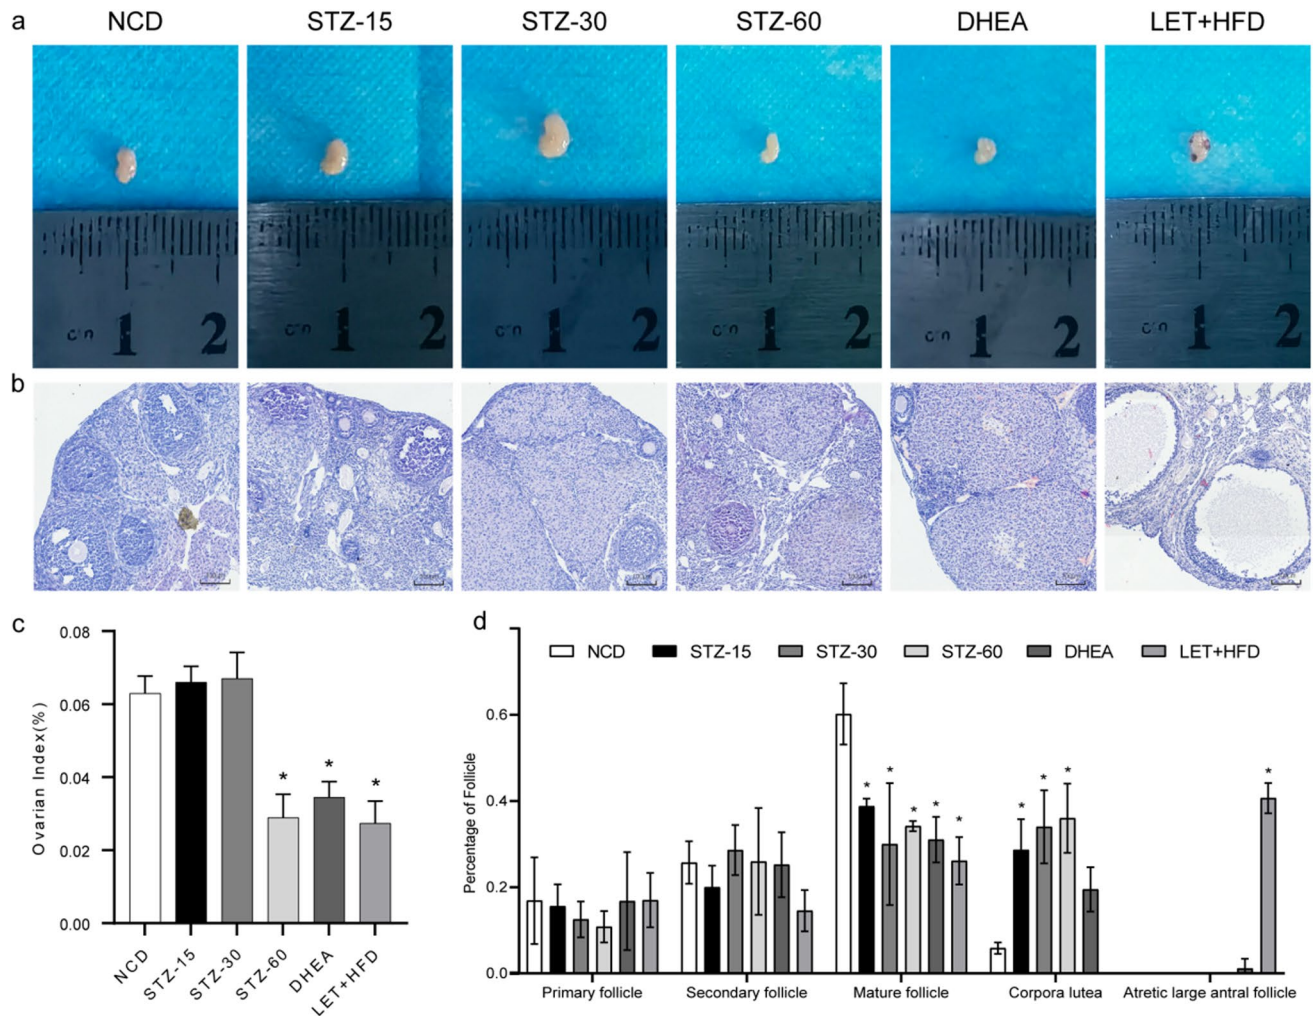 a NCD STZ-15 STZ-30 STZ-60 DHEA LET+HFD
cm 1 2
cm 1 2
cm 1 2
cm 1 2
cm 1 2
cm 1 2
b
c
0.08
0.06
0.04
0.02
0.00
Ovarian Index(%)
* * *
NCD
STZ-15
STZ-30
STZ-60
DHEA
LET+HFD
d
NCD STZ-15 STZ-30 STZ-60 DHEA LET+HFD
0.6
0.4
0.2
0.0
Percentage of Follicle
* * * * * * * * *
Primary follicle Secondary follicle Mature follicle Corpora lutea Atretic large antral follicle